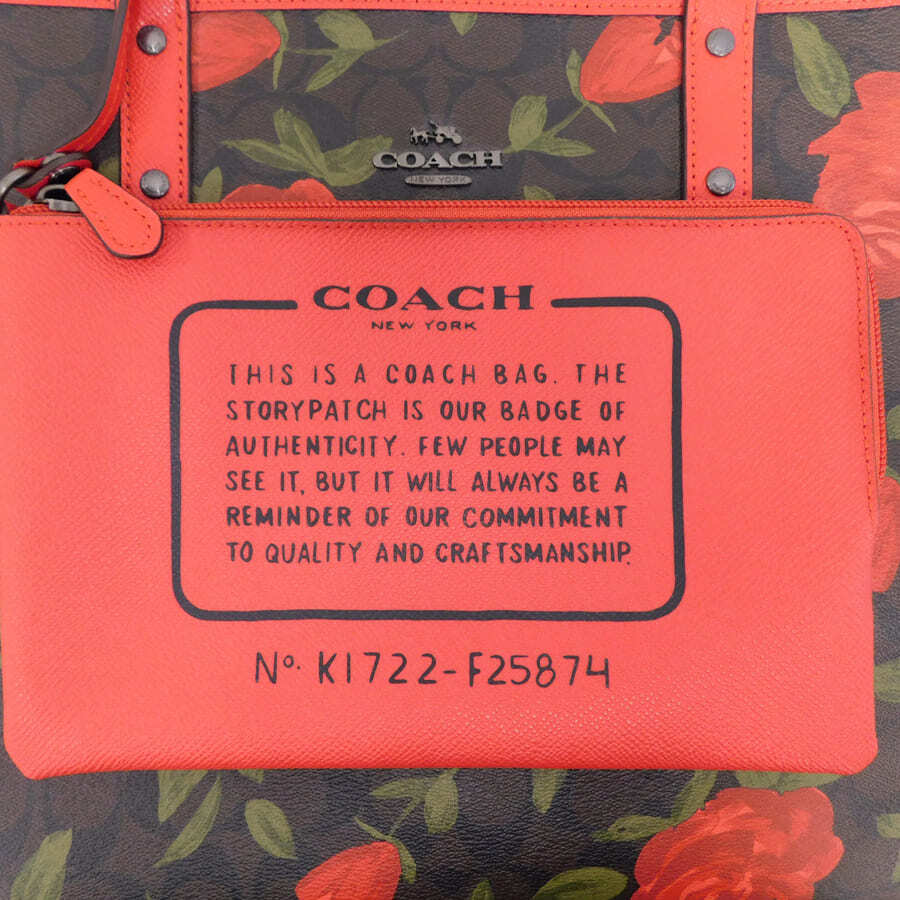 COACH
NEW YORK
COACH
NEW YORK
THIS IS A COACH BAG. THE
STORYPATCH IS OUR BADGE OF
AUTHENTICITY. FEW PEOPLE MAY
SEE IT, BUT IT WILL ALWAYS BE A
REMINDER OF OUR COMMITMENT
TO QUALITY AND CRAFTSMANSHIP.
No. K1722-F25874